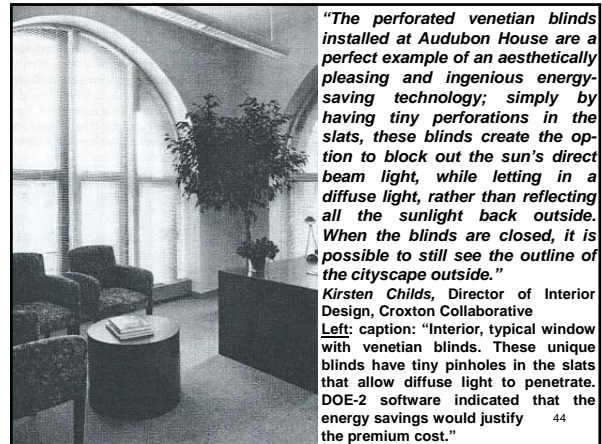 “The perforated venetian blinds
installed at Audubon House are a
perfect example of an aesthetically
pleasing and ingenious energy-
saving technology; simply by
having tiny perforations in the
slats, these blinds create the op-
tion to block out the sun’s direct
beam light, while letting in a
diffuse light, rather than reflecting
all the sunlight back outside.
When the blinds are closed, it is
possible to still see the outline of
the cityscape outside.”
Kirsten Childs, Director of Interior
Design, Croxton Collaborative
Left: caption: “Interior, typical window
with venetian blinds. These unique
blinds have tiny pinholes in the slats
that allow diffuse light to penetrate.
DOE-2 software indicated that the
energy savings would justify 44
the premium cost.”